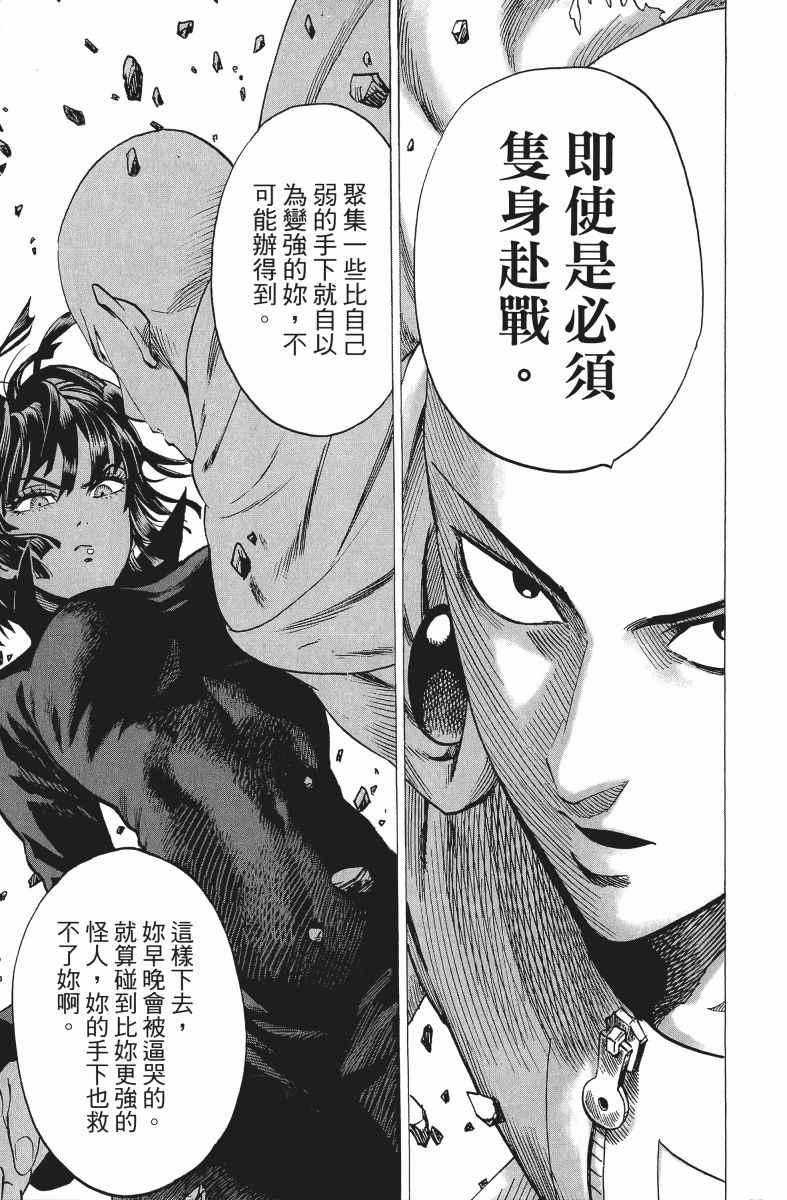 即使是必須
隻身赴戰。
聚集一些比自己
弱的手下就自以
為變強的妳，不
可能辦得到。
這樣下去，
妳早晚會被逼哭的。
就算碰到比妳更強的
怪人，妳的手下也救
不了妳啊。